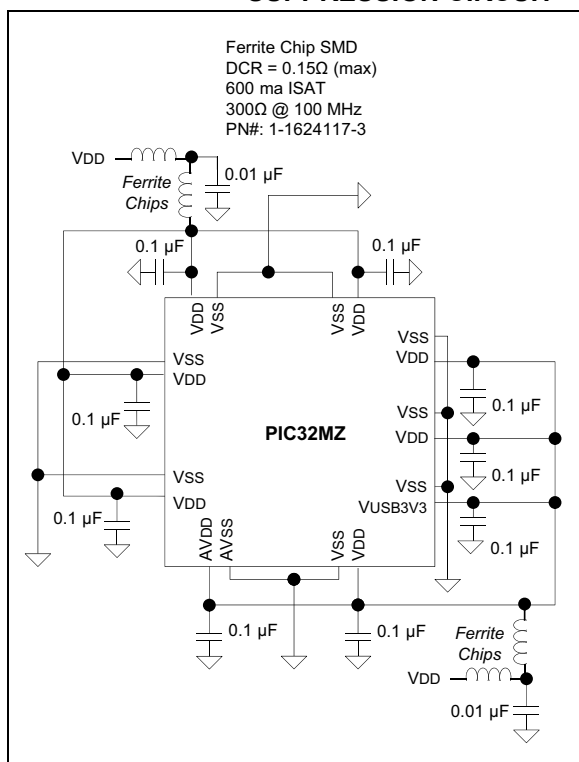 Ferrite Chip SMD
DCR = 0.15Ω (max)
600 ma ISAT
300Ω @ 100 MHz
PN#: 1-1624117-3
VDD
0.01 µF
Ferrite
Chips
0.1 µF
0.1 µF
VDD
VSS
VSS
VDD
VSS
VDD
VSS
VDD
0.1 µF
0.1 µF
VSS
VDD
0.1 µF
PIC32MZ
VSS
VDD
0.1 µF
VSS
VUSB3V3
0.1 µF
0.1 µF
AVDD
AVSS
VSS
VDD
0.1 µF
0.1 µF
Ferrite
Chips
VDD
0.01 µF